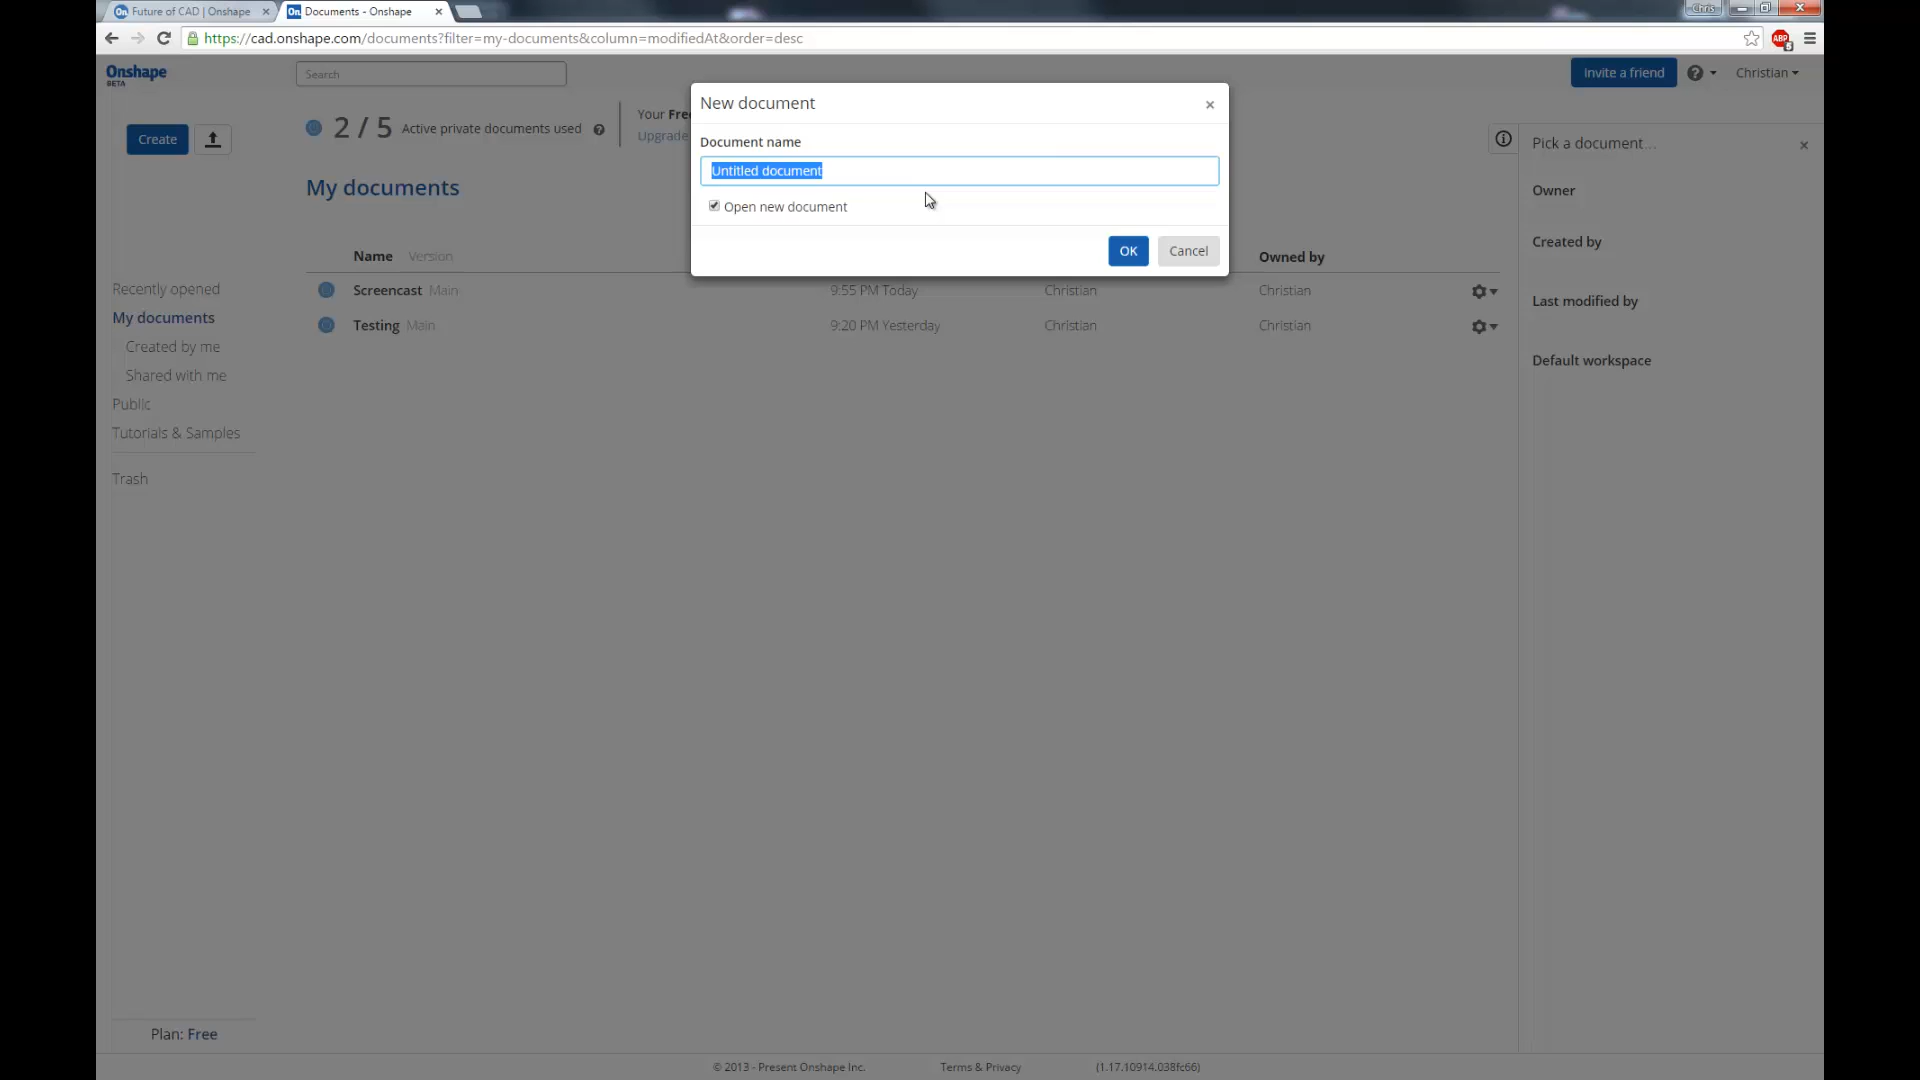 Future of CAD | Onshape
Documents - Onshape
Chris
https://cad.onshape.com/documents?filter=my-documents&column=modifiedAt&order=desc
ABP
Onshape
BETA
Search
Invite a friend
Christian
Create
2 / 5 Active private documents used
Your Free
Upgrade
New document
Document name
Untitled document
Open new document
OK
Cancel
Pick a document...
My documents
Owner
Name Version
Owned by
Created by
Recently opened
Screencast Main 9:55 PM Today Christian Christian
My documents
Testing Main 9:20 PM Yesterday Christian Christian
Last modified by
Created by me
Default workspace
Shared with me
Public
Tutorials & Samples
Trash
Plan: Free
© 2013 - Present Onshape Inc. Terms & Privacy (1.17.10914.038fc66)